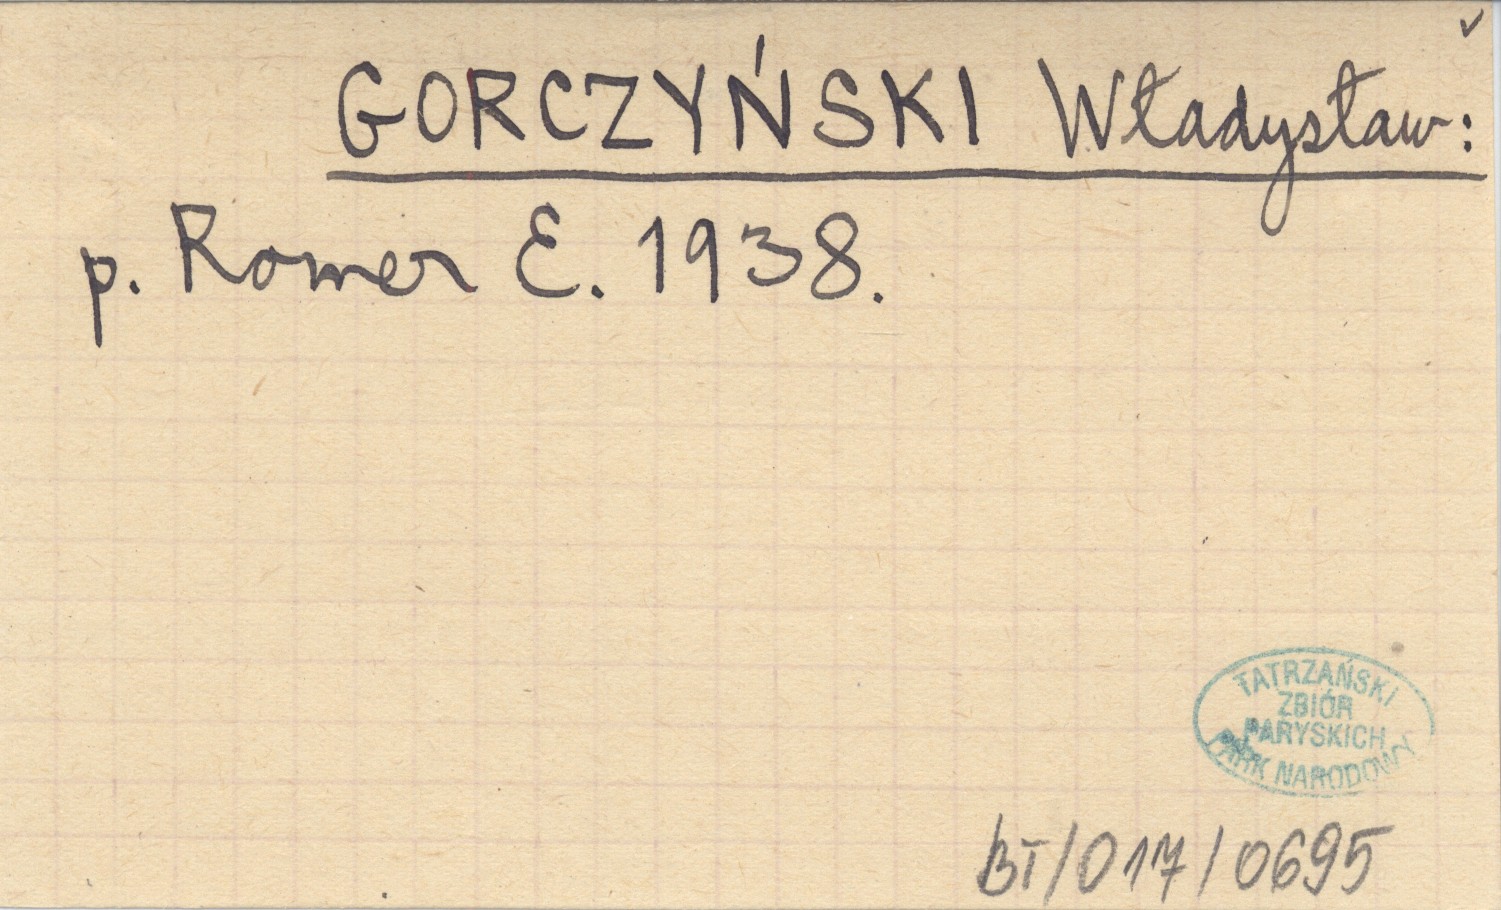 GORCZYŃSKI Władysław:
p. Romer E. 1938.
TATRZAŃSKI
ZBIÓR
PARYSKICH
PARK NARODOWY
BT/017/0695